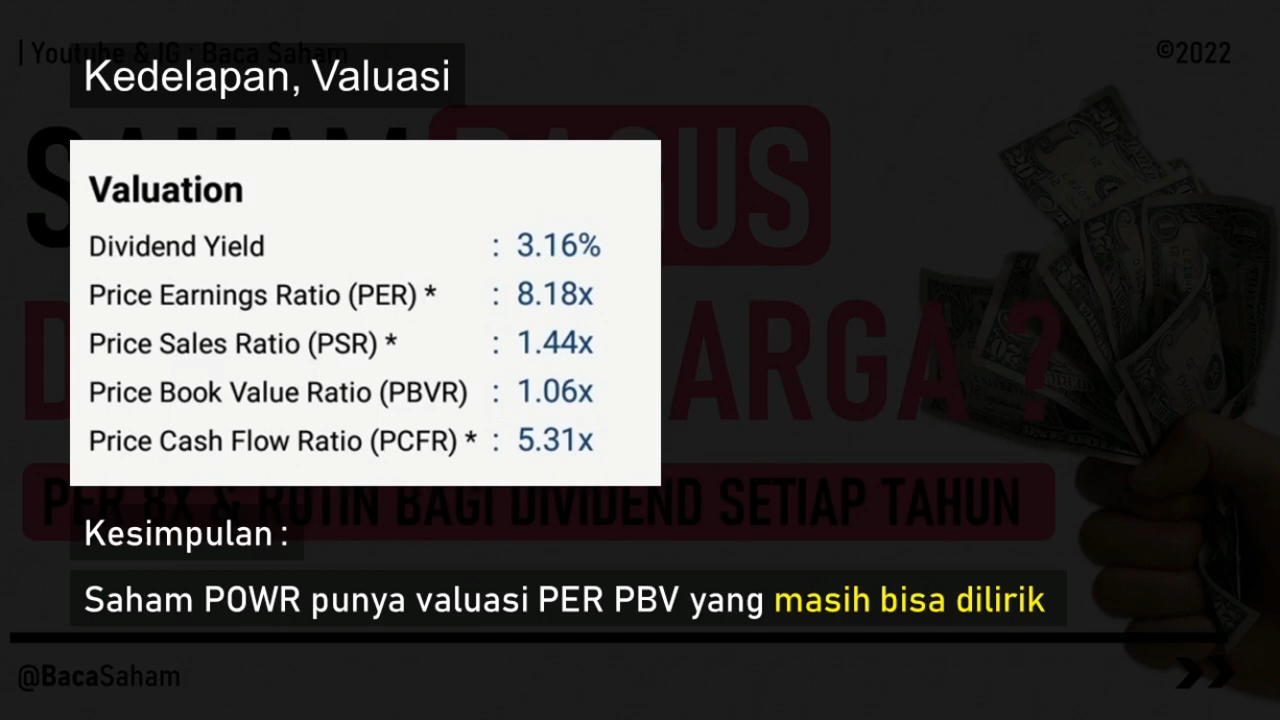 | Youtube & IG : Baca Saham
©2022
Kedelapan, Valuasi
SAHAM BAGUS
Valuation
Dividend Yield : 3.16%
Price Earnings Ratio (PER) * : 8.18x
Price Sales Ratio (PSR) * : 1.44x
Price Book Value Ratio (PBVR) : 1.06x
Price Cash Flow Ratio (PCFR) * : 5.31x
ARGA ?
PER 8X & RUTIN BAGI DIVIDEND SETIAP TAHUN
Kesimpulan :
Saham POWR punya valuasi PER PBV yang masih bisa dilirik
@BacaSaham